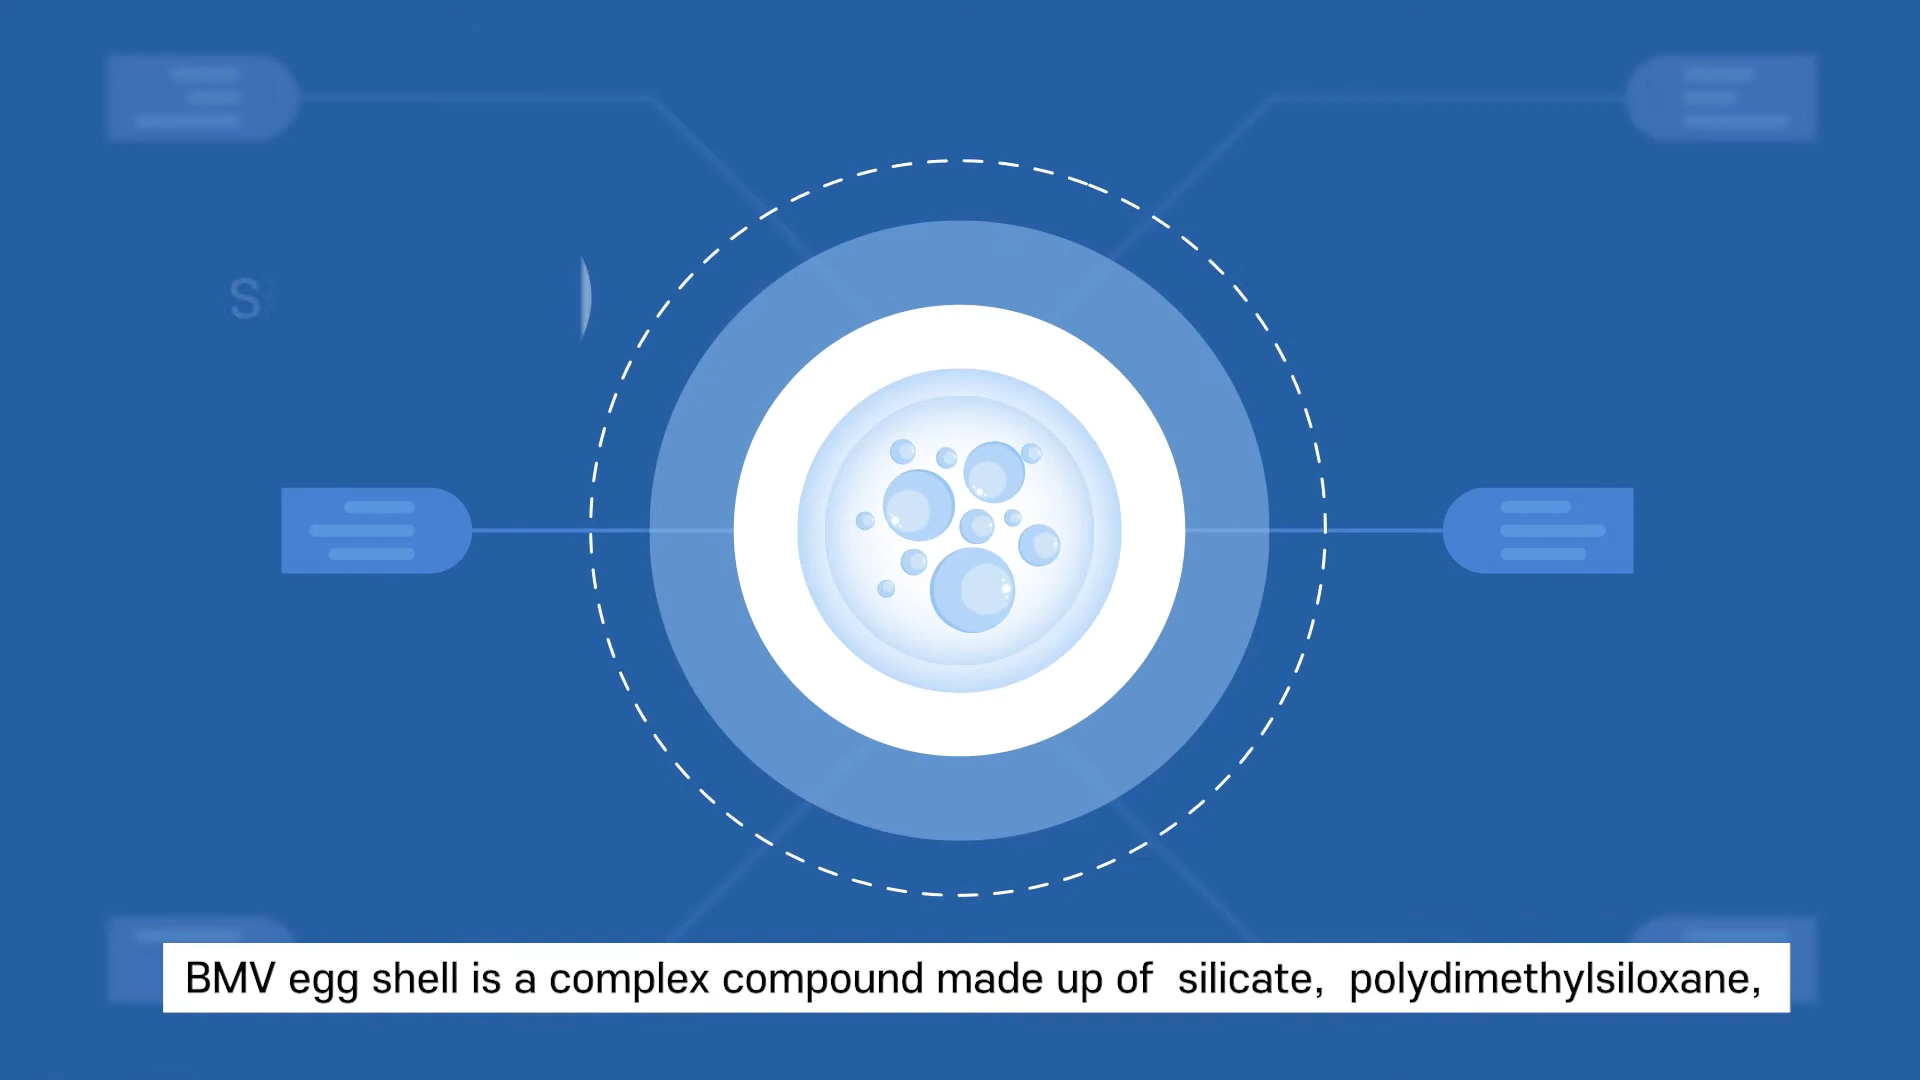 S
BMV egg shell is a complex compound made up of silicate, polydimethylsiloxane,